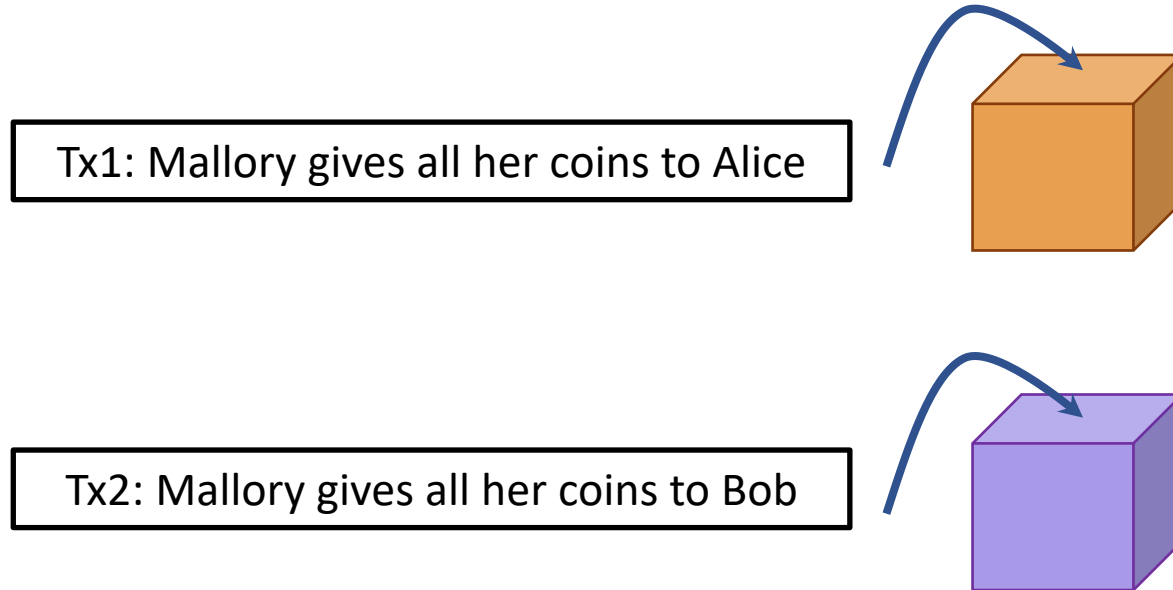 Tx1: Mallory gives all her coins to Alice
Tx2: Mallory gives all her coins to Bob